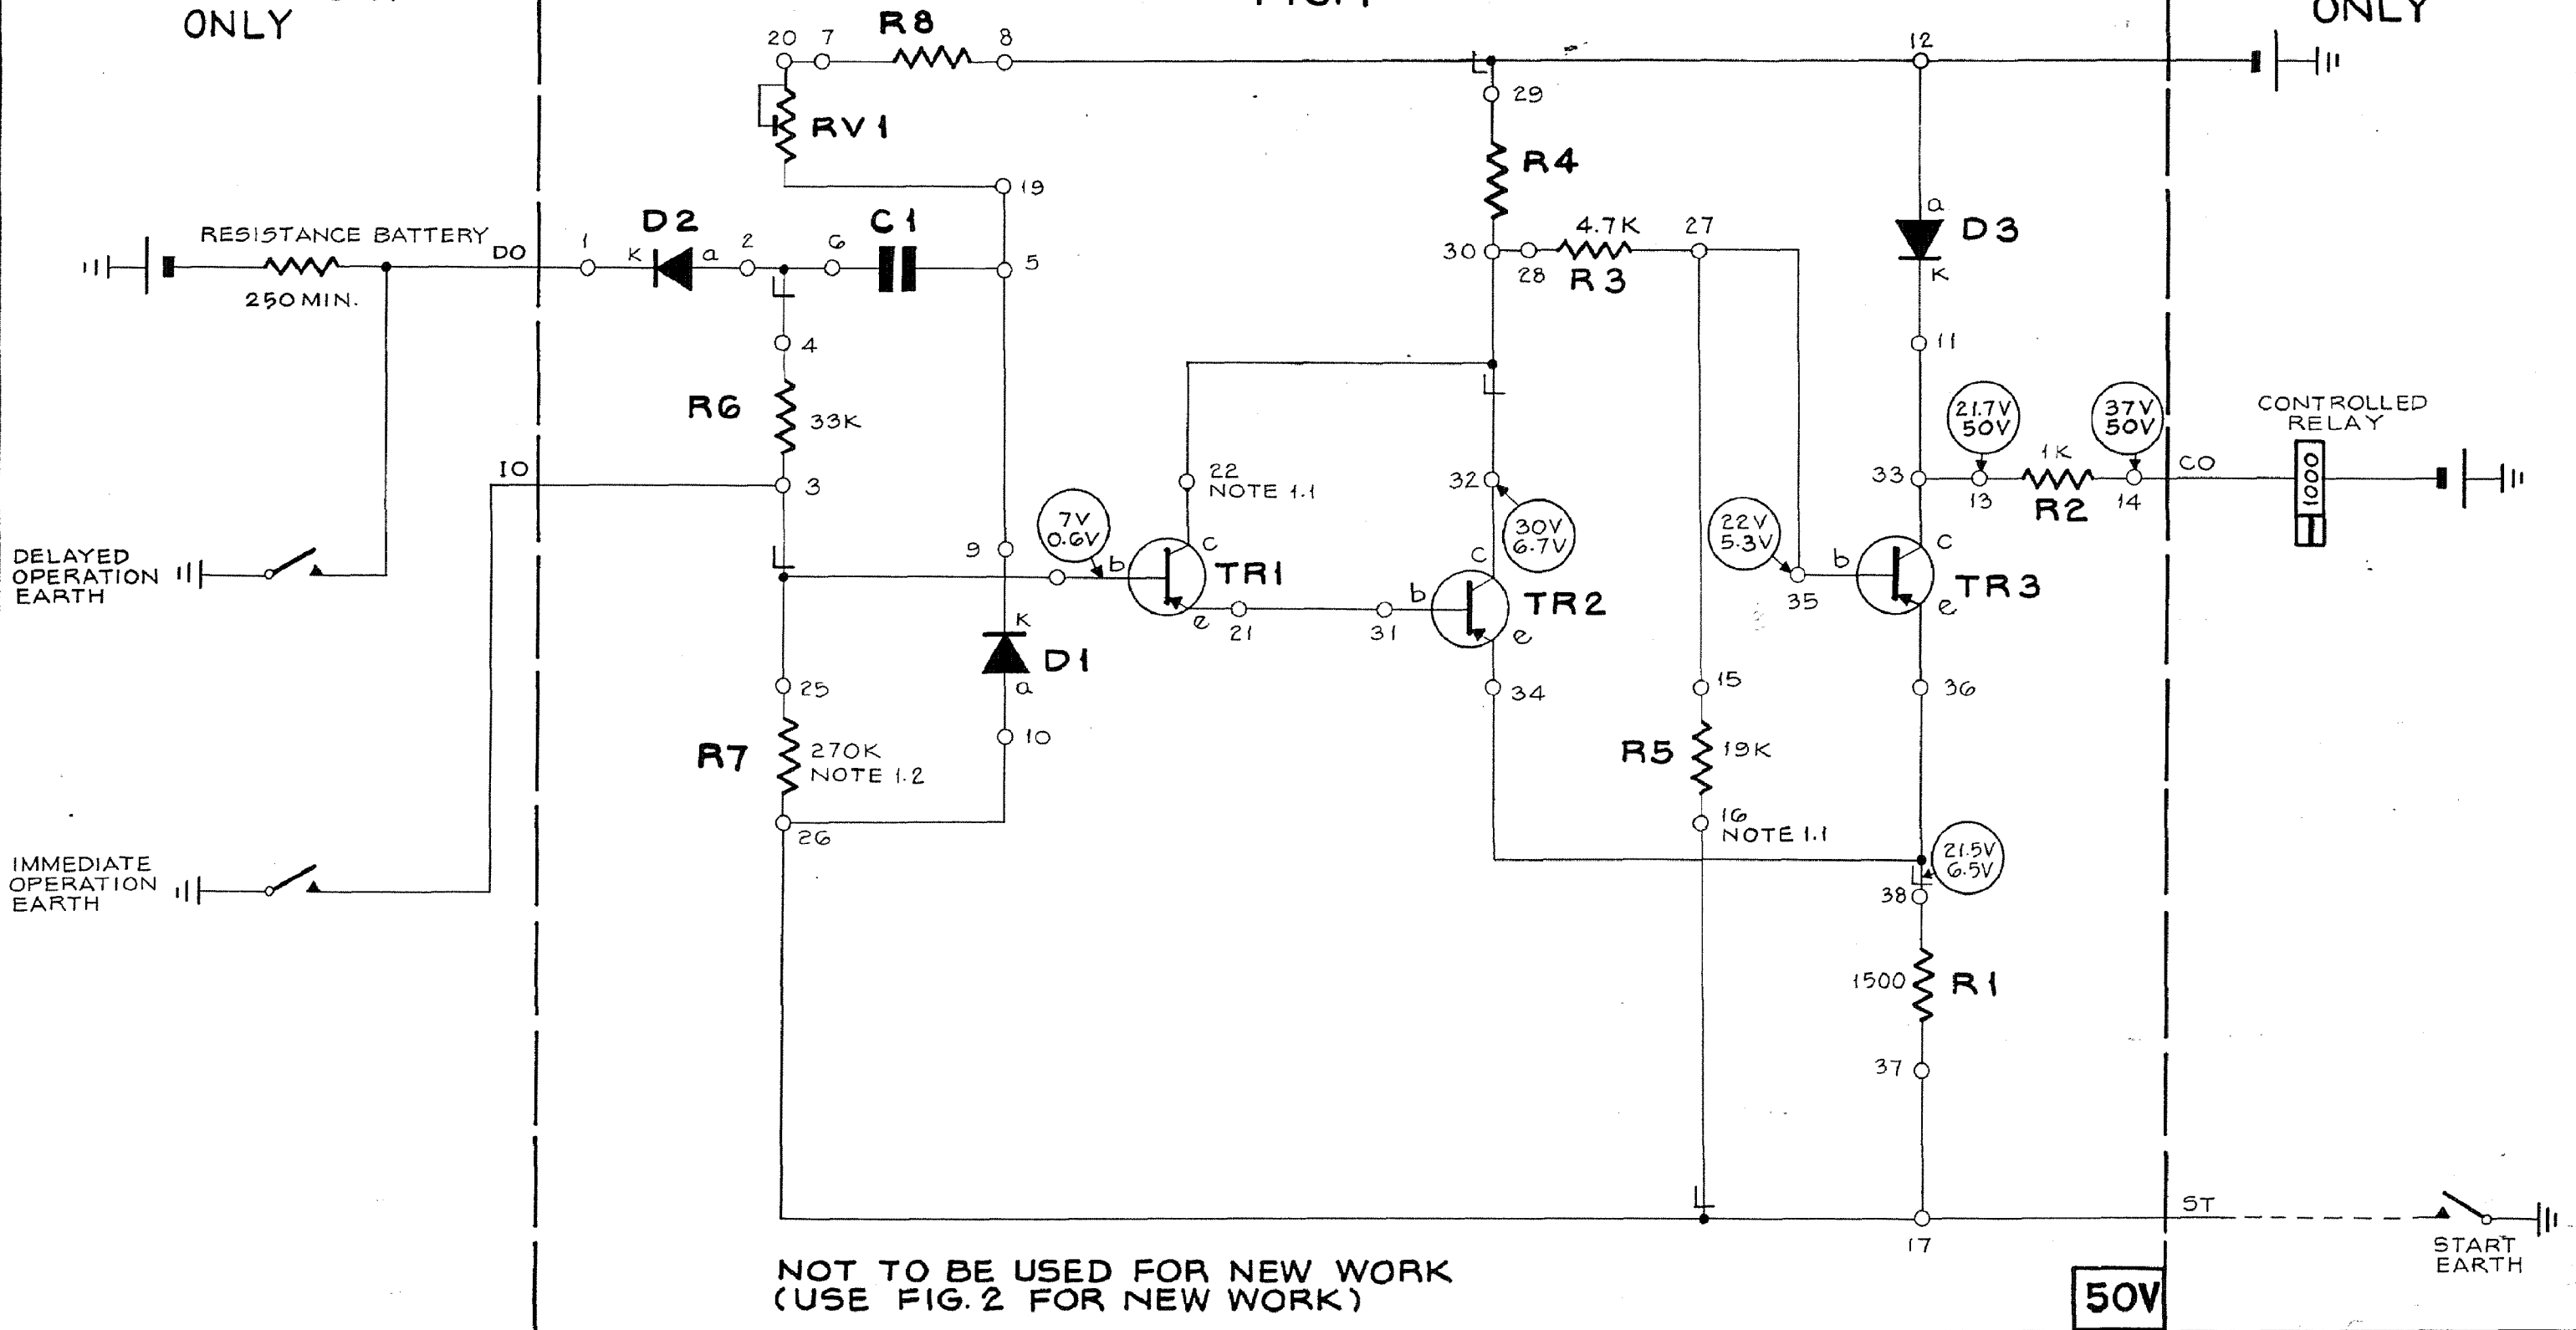 ONLY
ONLY
R8
20
7
8
12
29
RV1
R4
19
RESISTANCE BATTERY
DO
1
D2
K
a
2
6
C1
5
250 MIN.
30
28
4.7K
R3
27
a
D3
K
4
11
R6
33K
21.7V
50V
37V
50V
CONTROLLED
RELAY
IO
3
22
NOTE 1.1
32
33
13
1K
R2
14
CO
1000
1
7V
0.6V
30V
6.7V
22V
5.3V
9
b
c
TR1
e
21
31
b
c
TR2
e
35
b
c
TR3
e
DELAYED
OPERATION
EARTH
K
D1
a
25
34
15
36
10
R7
270K
NOTE 1.2
R5
19K
26
16
NOTE 1.1
21.5V
6.5V
IMMEDIATE
OPERATION
EARTH
38
1500
R1
37
ST
17
START
EARTH
NOT TO BE USED FOR NEW WORK
(USE FIG. 2 FOR NEW WORK)
50V